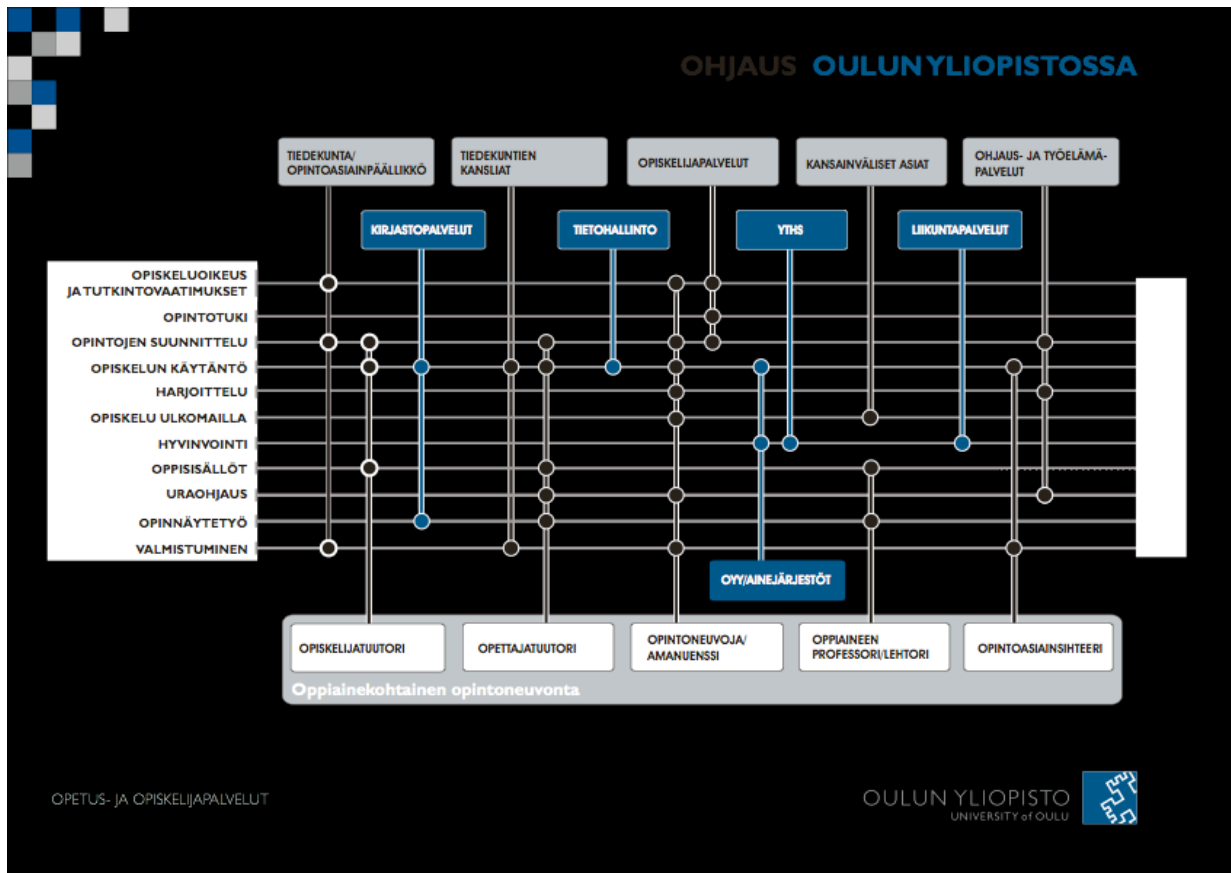 OHJAUS OULUN YLIOPISTOSSA
TIEDEKUNTA/
OPINTOASIAINPÄÄLLIKKÖ
TIEDEKUNTIEN
KANSLIAT
OPISKELIJAPALVELUT
KANSAINVÄLISET ASIAT
OHJAUS- JA TYÖELÄMÄ-
PALVELUT
KIRJASTOPALVELUT
TIETOHALLINTO
YTHS
LIIKUNTAPALVELUT
OPISKELUOIKEUS
JA TUTKINTOVAATIMUKSET
OPINTOTUKI
OPINTOJEN SUUNNITTELU
OPISKELUN KÄYTÄNTÖ
HARJOITTELU
OPISKELU ULKOMAILLA
HYVINVOINTI
OPPISISÄLLÖT
URAOHJAUS
OPINNÄYTETYÖ
VALMISTUMINEN
OYY/AINEJÄRJESTÖT
OPISKELIJATUUTORI
OPETTAJATUUTORI
OPINTONEUVOJA/
AMANUENSSI
OPPIAINEEN
PROFESSORI/LEHTORI
OPINTOASIAINSIHTEERI
Oppiainekohtainen opintoneuvonta
OPETUS- JA OPISKELIJAPALVELUT
OULUN YLIOPISTO
UNIVERSITY of OULU